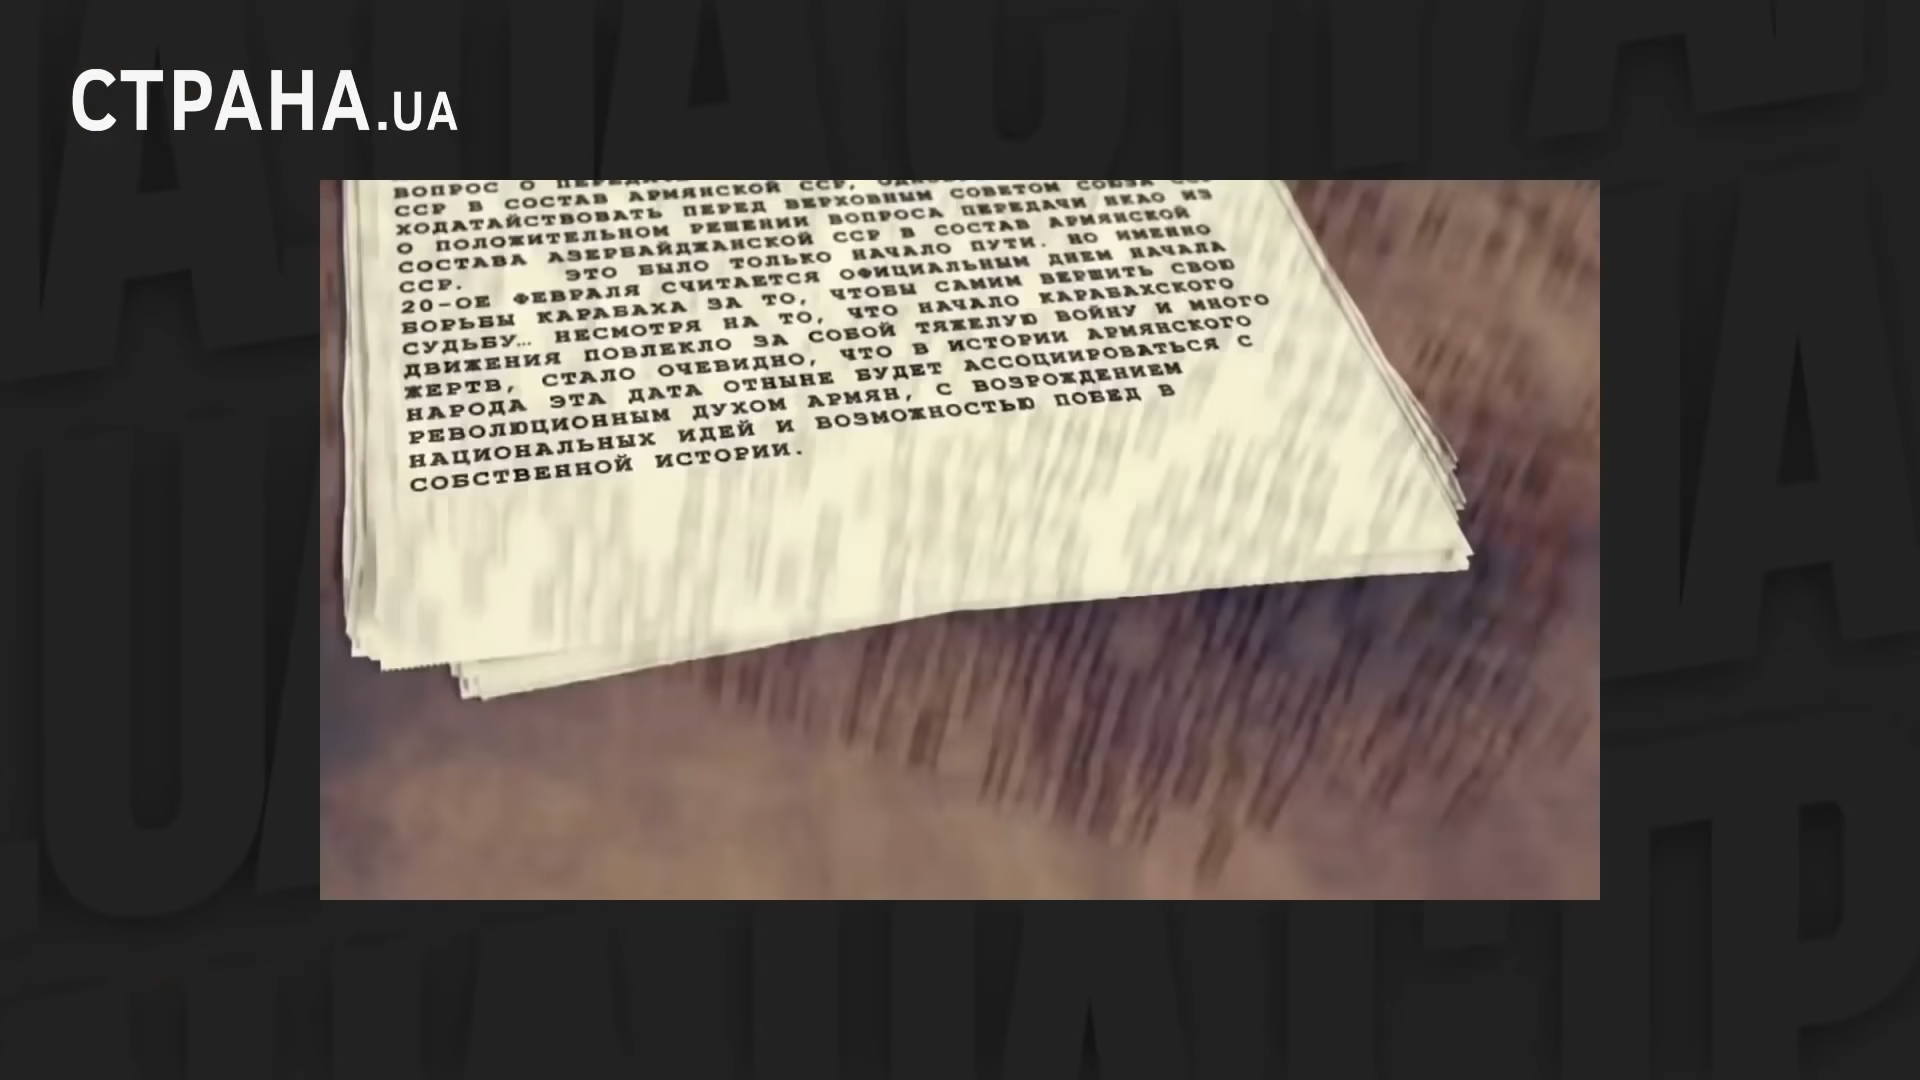 СТРАНА.UA
ВОПРОС О
ССР В СОСТАВ АРМЯНСКОЙ ССР,
ХОДАТАЙСТВОВАТЬ ПЕРЕД ВЕРХОВНЫМ СОВЕТОМ СОЮЗА
О ПОЛОЖИТЕЛЬНОМ РЕШЕНИИ ВОПРОСА ПЕРЕДАЧИ НКАО ИЗ
СОСТАВА АЗЕРБАЙДЖАНСКОЙ ССР В СОСТАВ АРМЯНСКОЙ
ССР. ЭТО БЫЛО ТОЛЬКО НАЧАЛО ПУТИ. НО ИМЕННО
20-ОЕ ФЕВРАЛЯ СЧИТАЕТСЯ ОФИЦИАЛЬНЫМ ДНЕМ НАЧАЛА
БОРЬБЫ КАРАБАХА ЗА ТО, ЧТОБЫ САМИМ ВЕРШИТЬ СВОЮ
СУДЬБУ… НЕСМОТРЯ НА ТО, ЧТО НАЧАЛО КАРАБАХСКОГО
ДВИЖЕНИЯ ПОВЛЕКЛО ЗА СОБОЙ ТЯЖЕЛУЮ ВОЙНУ И МНОГО
ЖЕРТВ, СТАЛО ОЧЕВИДНО, ЧТО В ИСТОРИИ АРМЯНСКОГО
НАРОДА ЭТА ДАТА ОТНЫНЕ БУДЕТ АССОЦИИРОВАТЬСЯ С
РЕВОЛЮЦИОННЫМ ДУХОМ АРМЯН, С ВОЗРОЖДЕНИЕМ
НАЦИОНАЛЬНЫХ ИДЕЙ И ВОЗМОЖНОСТЬЮ ПОБЕД В
СОБСТВЕННОЙ ИСТОРИИ.